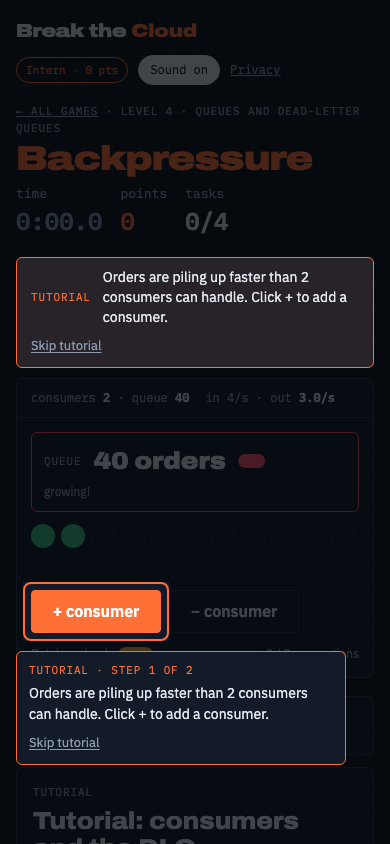 Break the Cloud
Intern · 0 pts
Sound on
Privacy
← ALL GAMES · LEVEL 4 · QUEUES AND DEAD-LETTER
QUEUES
Backpressure
time points tasks
0:00.0 0 0/4
TUTORIAL
Orders are piling up faster than 2
consumers can handle. Click + to add a
consumer.
Skip tutorial
consumers 2 · queue 40 in 4/s · out 3.0/s
QUEUE 40 orders
growing!
+ consumer
− consumer
TUTORIAL · STEP 1 OF 2
Orders are piling up faster than 2 consumers
can handle. Click + to add a consumer.
Skip tutorial
TUTORIAL
Tutorial: consumers
and the DLQ